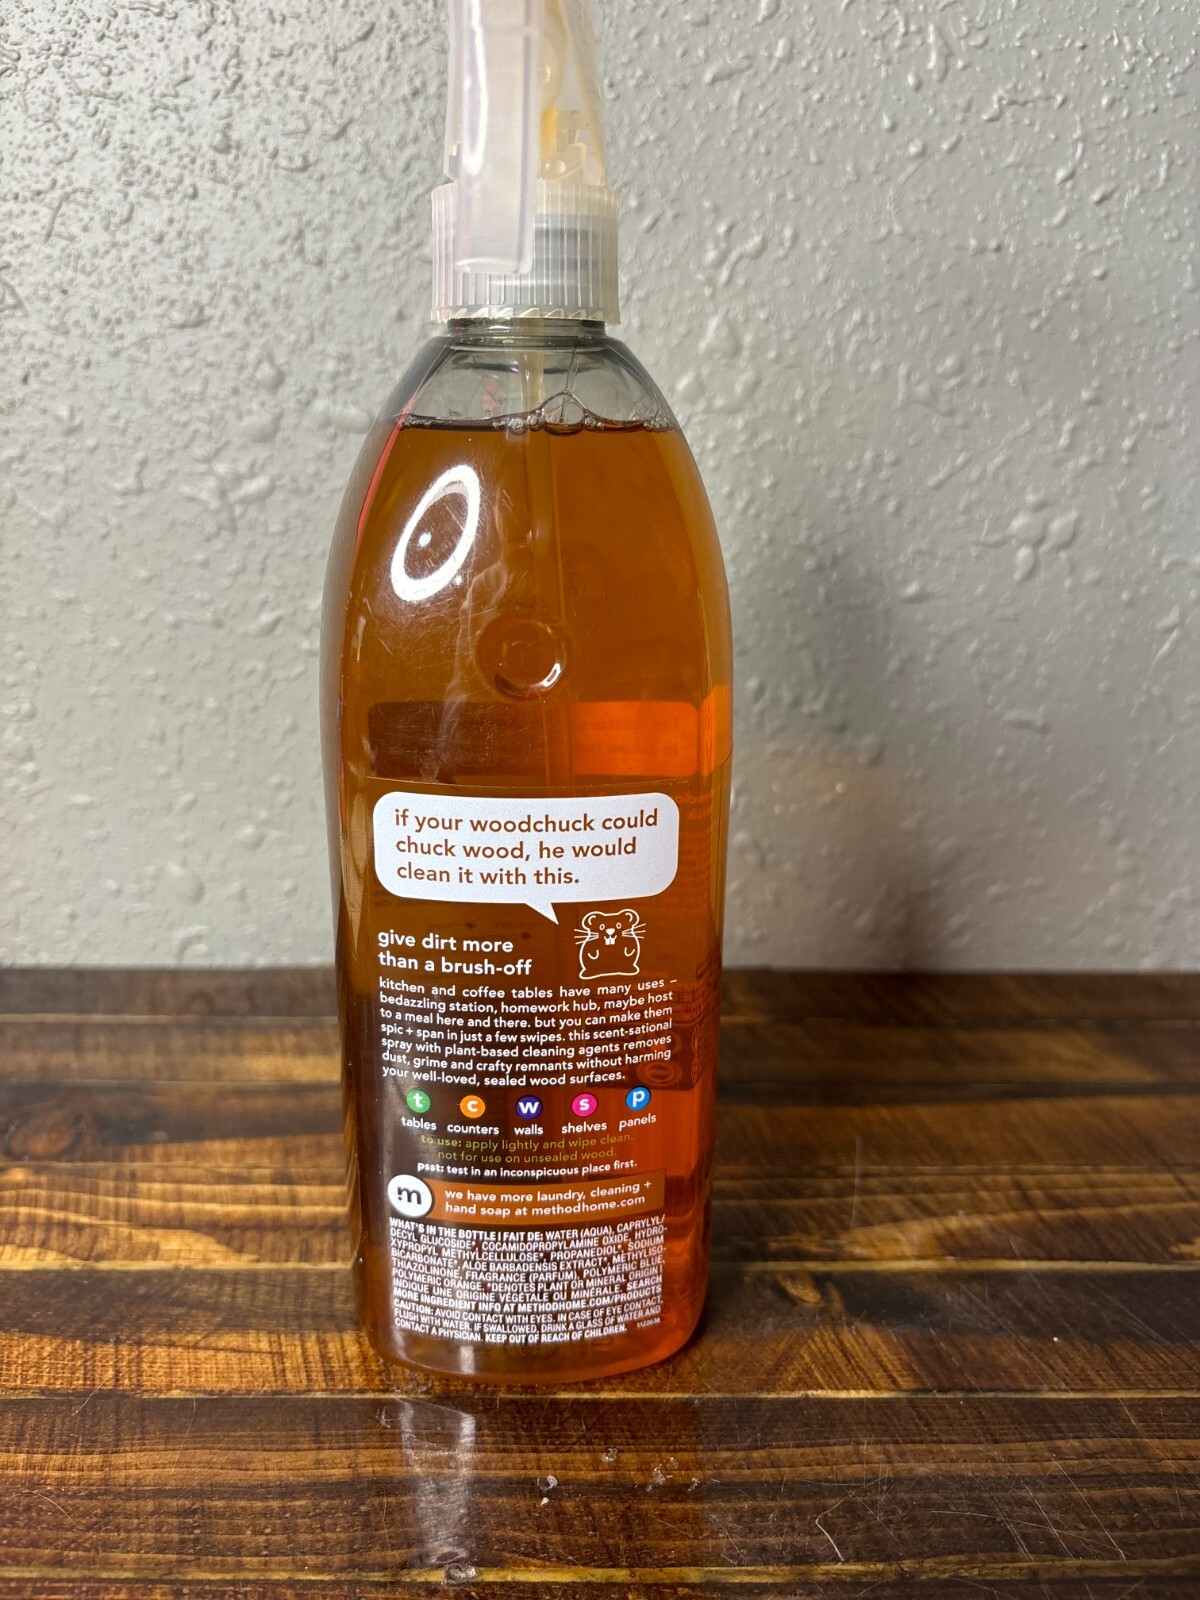 if your woodchuck could
chuck wood, he would
clean it with this.
give dirt more
than a brush-off
kitchen and coffee tables have many uses –
bedazzling station, homework hub, maybe host
to a meal here and there. but you can make them
spic + span in just a few swipes. this scent-sational
spray with plant-based cleaning agents removes
dust, grime and crafty remnants without harming
your well-loved, sealed wood surfaces.
t c w s p
tables counters walls shelves panels
to use: apply lightly and wipe clean.
not for use on unsealed wood.
psst: test in an inconspicuous place first.
m
we have more laundry, cleaning +
hand soap at methodhome.com
WHAT'S IN THE BOTTLE | FAIT DE: WATER (AQUA), CAPRYLYL/
DECYL GLUCOSIDE*, COCAMIDOPROPYLAMINE OXIDE, HYDRO-
XYPROPYL METHYLCELLULOSE*, PROPANEDIOL*, SODIUM
BICARBONATE*, ALOE BARBADENSIS EXTRACT*, METHYLISO-
THIAZOLINONE, FRAGRANCE (PARFUM), POLYMERIC BLUE,
POLYMERIC ORANGE. *DENOTES PLANT OR MINERAL ORIGIN |
INDIQUE UNE ORIGINE VÉGÉTALE OU MINÉRALE. SEARCH
MORE INGREDIENT INFO AT METHODHOME.COM/PRODUCTS
CAUTION: AVOID CONTACT WITH EYES. IN CASE OF EYE CONTACT,
FLUSH WITH WATER. IF SWALLOWED, DRINK A GLASS OF WATER AND
CONTACT A PHYSICIAN. KEEP OUT OF REACH OF CHILDREN.